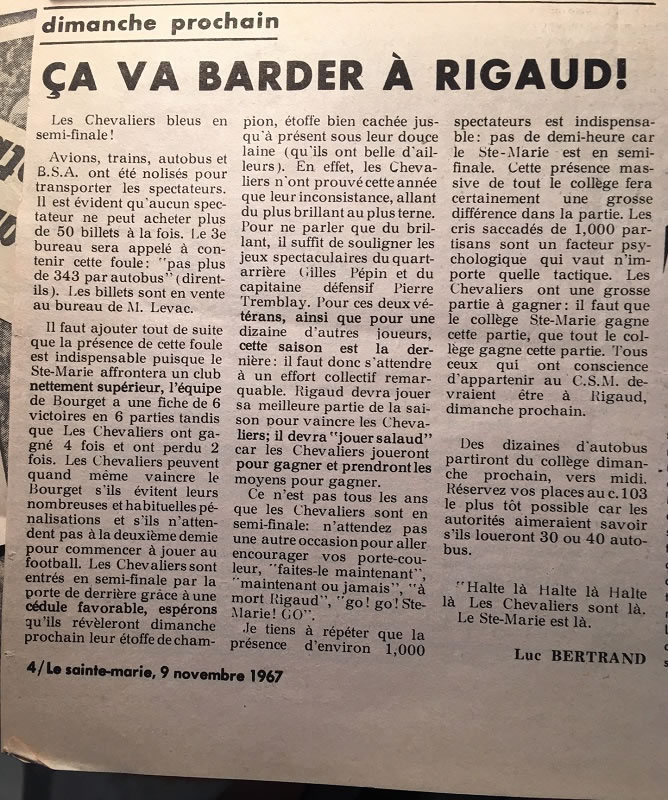 dimanche prochain
ÇA VA BARDER À RIGAUD!
Les Chevaliers bleus en
semi-finale!
Avions, trains, autobus et
B.S.A. ont été nolisés pour
transporter les spectateurs.
Il est évident qu'aucun spec-
tateur ne peut acheter plus
de 50 billets à la fois. Le 3e
bureau sera appelé à con-
tenir cette foule: "pas plus
de 343 par autobus" (dirent-
ils). Les billets sont en vente
au bureau de M. Levac.
Il faut ajouter tout de suite
que la présence de cette foule
est indispensable puisque le
Ste-Marie affrontera un club
nettement supérieur, l'équipe
de Bourget a une fiche de 6
victoires en 6 parties tandis
que Les Chevaliers ont ga-
gné 4 fois et ont perdu 2
fois. Les Chevaliers peuvent
quand même vaincre le
Bourget s'ils évitent leurs
nombreuses et habituelles pé-
nalisations et s'ils n'atten-
dent pas à la deuxième demie
pour commencer à jouer au
football. Les Chevaliers sont
entrés en semi-finale par la
porte de derrière grâce à une
cédule favorable, espérons
qu'ils révèleront dimanche
prochain leur étoffe de cham-
pion, étoffe bien cachée jus-
qu'à présent sous leur douce
laine (qu'ils ont belle d'ail-
leurs). En effet, les Cheva-
liers n'ont prouvé cette année
que leur inconsistance, allant
du plus brillant au plus terne.
Pour ne parler que du bril-
lant, il suffit de souligner les
jeux spectaculaires du quart-
arrière Gilles Pépin et du
capitaine défensif Pierre
Tremblay. Pour ces deux vé-
térans, ainsi que pour une
dizaine d'autres joueurs,
cette saison est la der-
nière: il faut donc s'attendre
à un effort collectif remar-
quable. Rigaud devra jouer
sa meilleure partie de la sai-
son pour vaincre les Cheva-
liers; il devra "jouer salaud"
car les Chevaliers joueront
pour gagner et prendront les
moyens pour gagner.
Ce n'est pas tous les ans
que les Chevaliers sont en
semi-finale: n'attendez pas
une autre occasion pour aller
encourager vos porte-cou-
leur, "faites-le maintenant",
"maintenant ou jamais", "à
mort Rigaud", "go! go! Ste-
Marie! GO".
Je tiens à répéter que la
présence d'environ 1,000
spectateurs est indispensa-
ble: pas de demi-heure car
le Ste-Marie est en semi-
finale. Cette présence mas-
sive de tout le collège fera
certainement une grosse
différence dans la partie. Les
cris saccadés de 1,000 par-
tisans sont un facteur psy-
chologique qui vaut n'im-
porte quelle tactique. Les
Chevaliers ont une grosse
partie à gagner: il faut que
le collège Ste-Marie gagne
cette partie, que tout le col-
lège gagne cette partie. Tous
ceux qui ont conscience
d'appartenir au C.S.M. de-
vraient être à Rigaud,
dimanche prochain.
Des dizaines d'autobus
partiront du collège diman-
che prochain, vers midi.
Réservez vos places au c. 103
le plus tôt possible car les
autorités aimeraient savoir
s'ils loueront 30 ou 40 auto-
bus.
"Halte là Halte là Halte
là Les Chevaliers sont là.
Le Ste-Marie est là.
Luc BERTRAND
4/Le sainte-marie, 9 novembre 1967